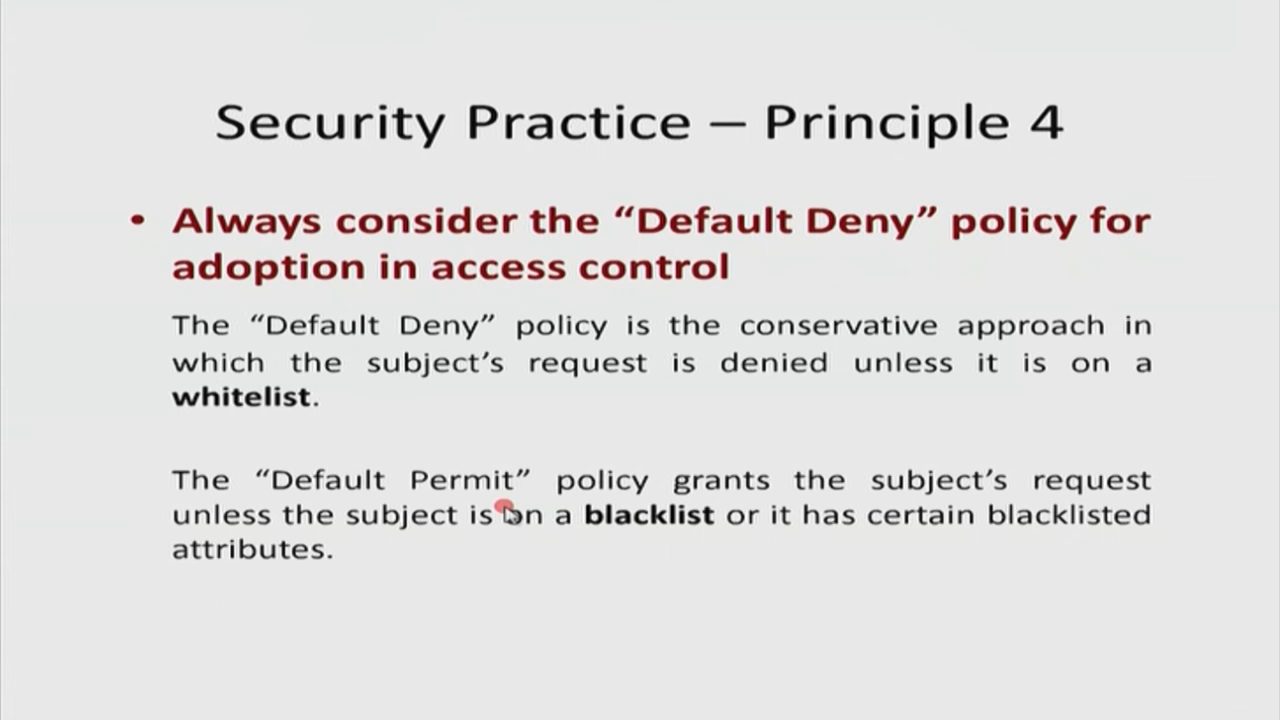 Security Practice – Principle 4
• Always consider the “Default Deny” policy for
adoption in access control
The “Default Deny” policy is the conservative approach in
which the subject’s request is denied unless it is on a
whitelist.
The “Default Permit” policy grants the subject’s request
unless the subject is on a blacklist or it has certain blacklisted
attributes.